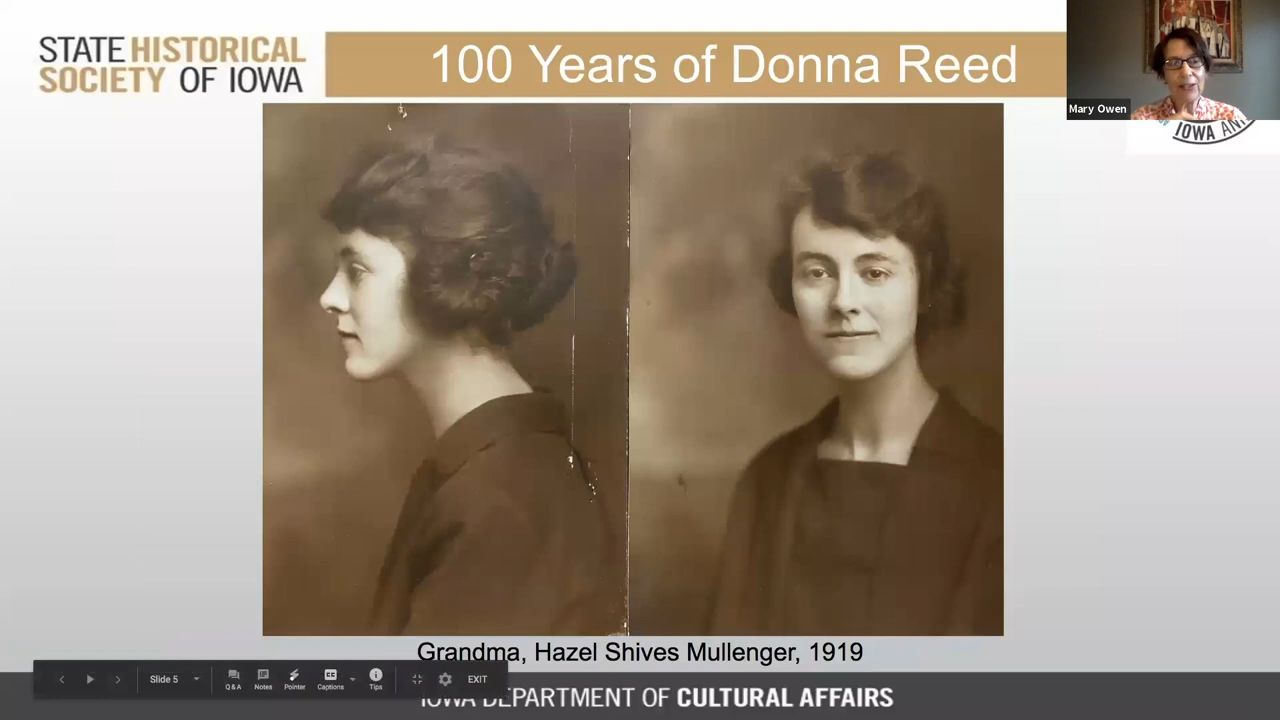 STATE HISTORICAL
SOCIETY OF IOWA
100 Years of Donna Reed
Mary Owen
IOWA
Grandma, Hazel Shives Mullenger, 1919
Slide 5
Q & A
Notes
Pointer
Captions
Tips
EXIT
IOWA DEPARTMENT OF CULTURAL AFFAIRS